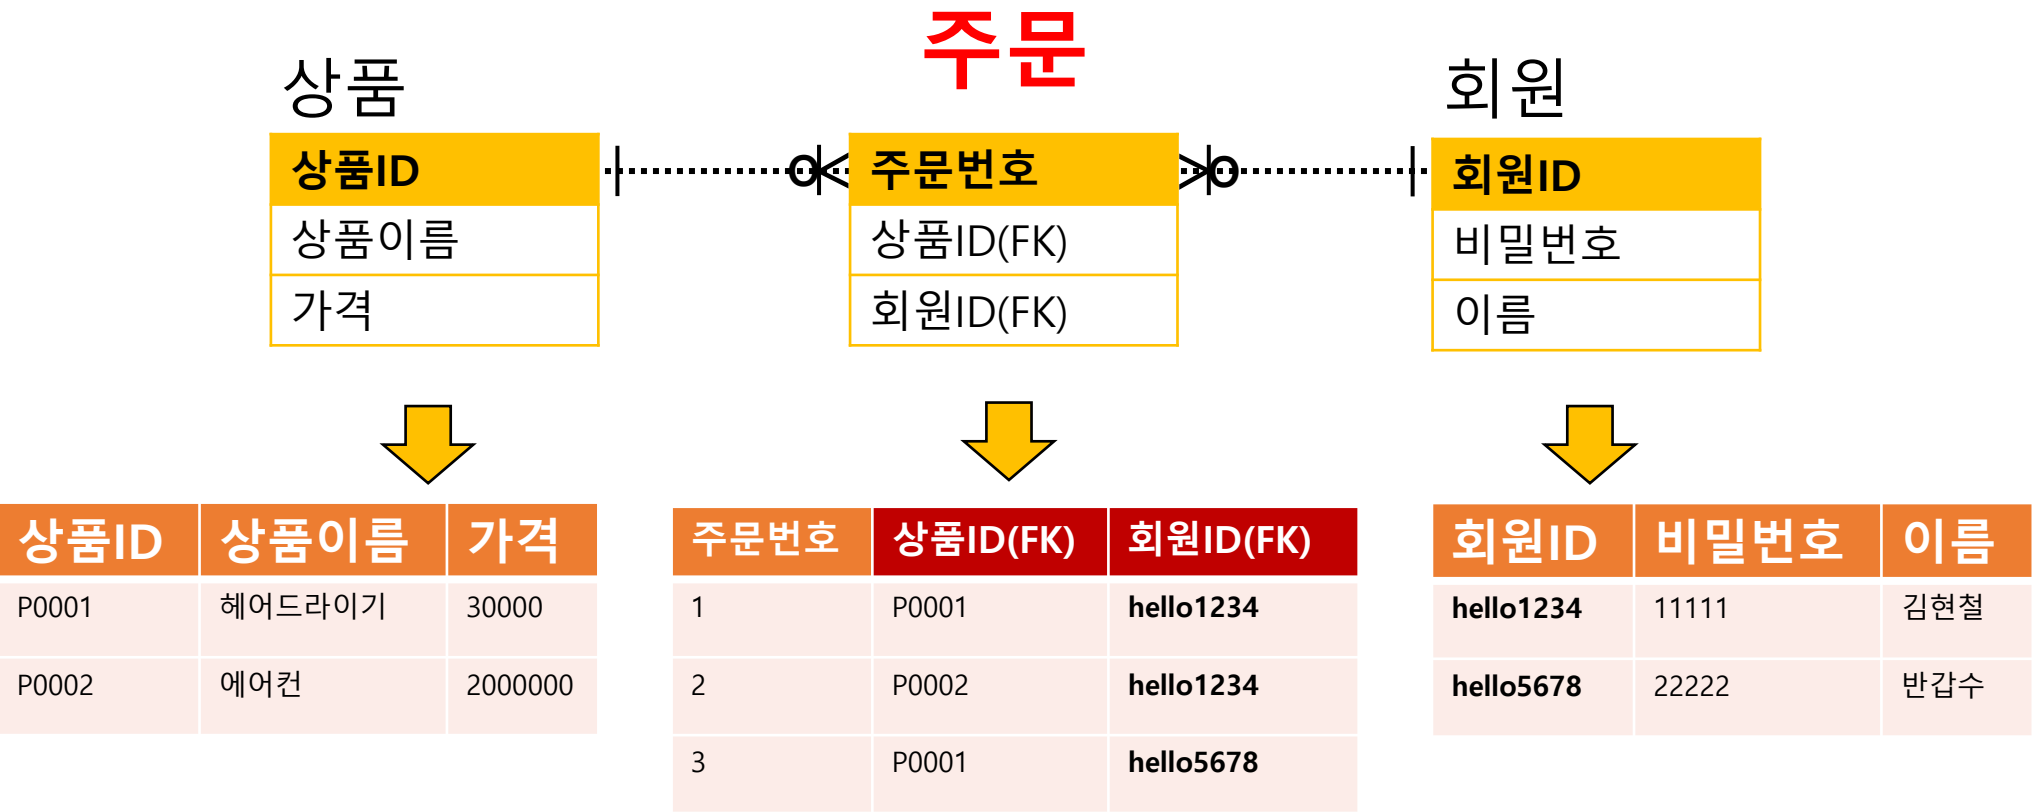 주문
상품
회원
상품ID
상품이름
가격
주문번호
상품ID(FK)
회원ID(FK)
회원ID
비밀번호
이름
상품ID 상품이름 가격
P0001 헤어드라이기 30000
P0002 에어컨 2000000
주문번호 상품ID(FK) 회원ID(FK)
1 P0001 hello1234
2 P0002 hello1234
3 P0001 hello5678
회원ID 비밀번호 이름
hello1234 11111 김현철
hello5678 22222 반갑수